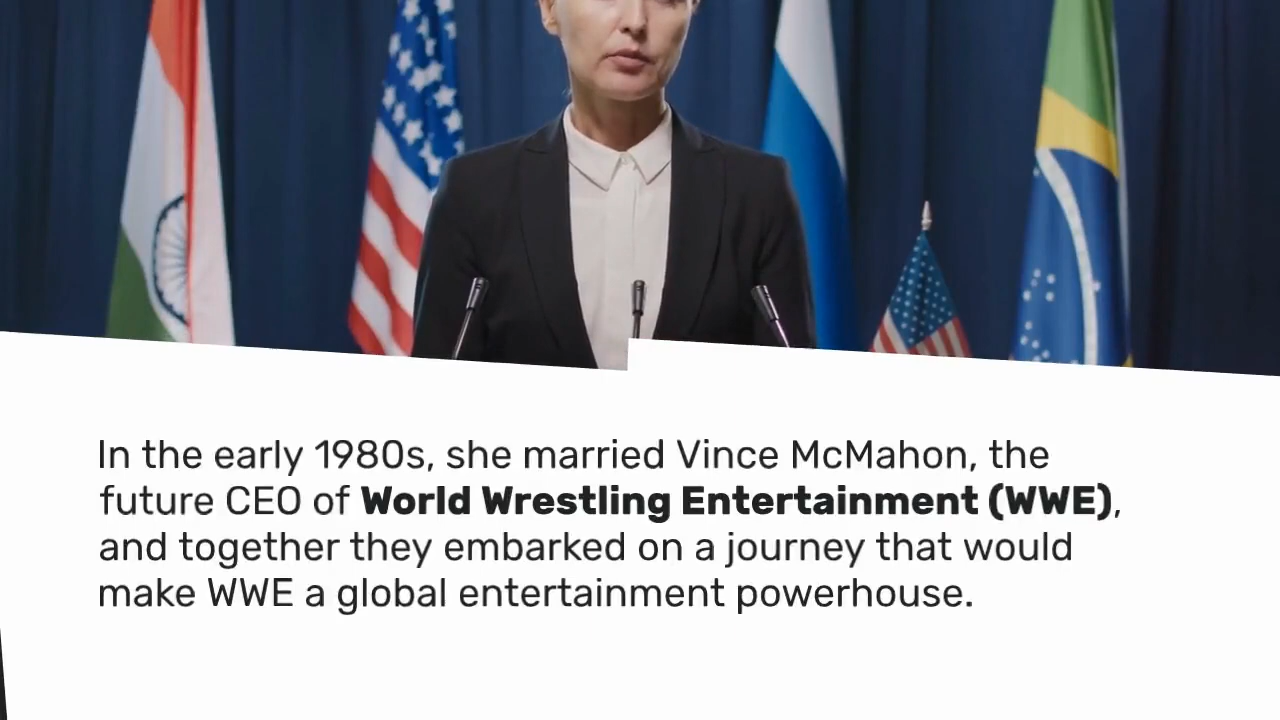 In the early 1980s, she married Vince McMahon, the
future CEO of World Wrestling Entertainment (WWE),
and together they embarked on a journey that would
make WWE a global entertainment powerhouse.